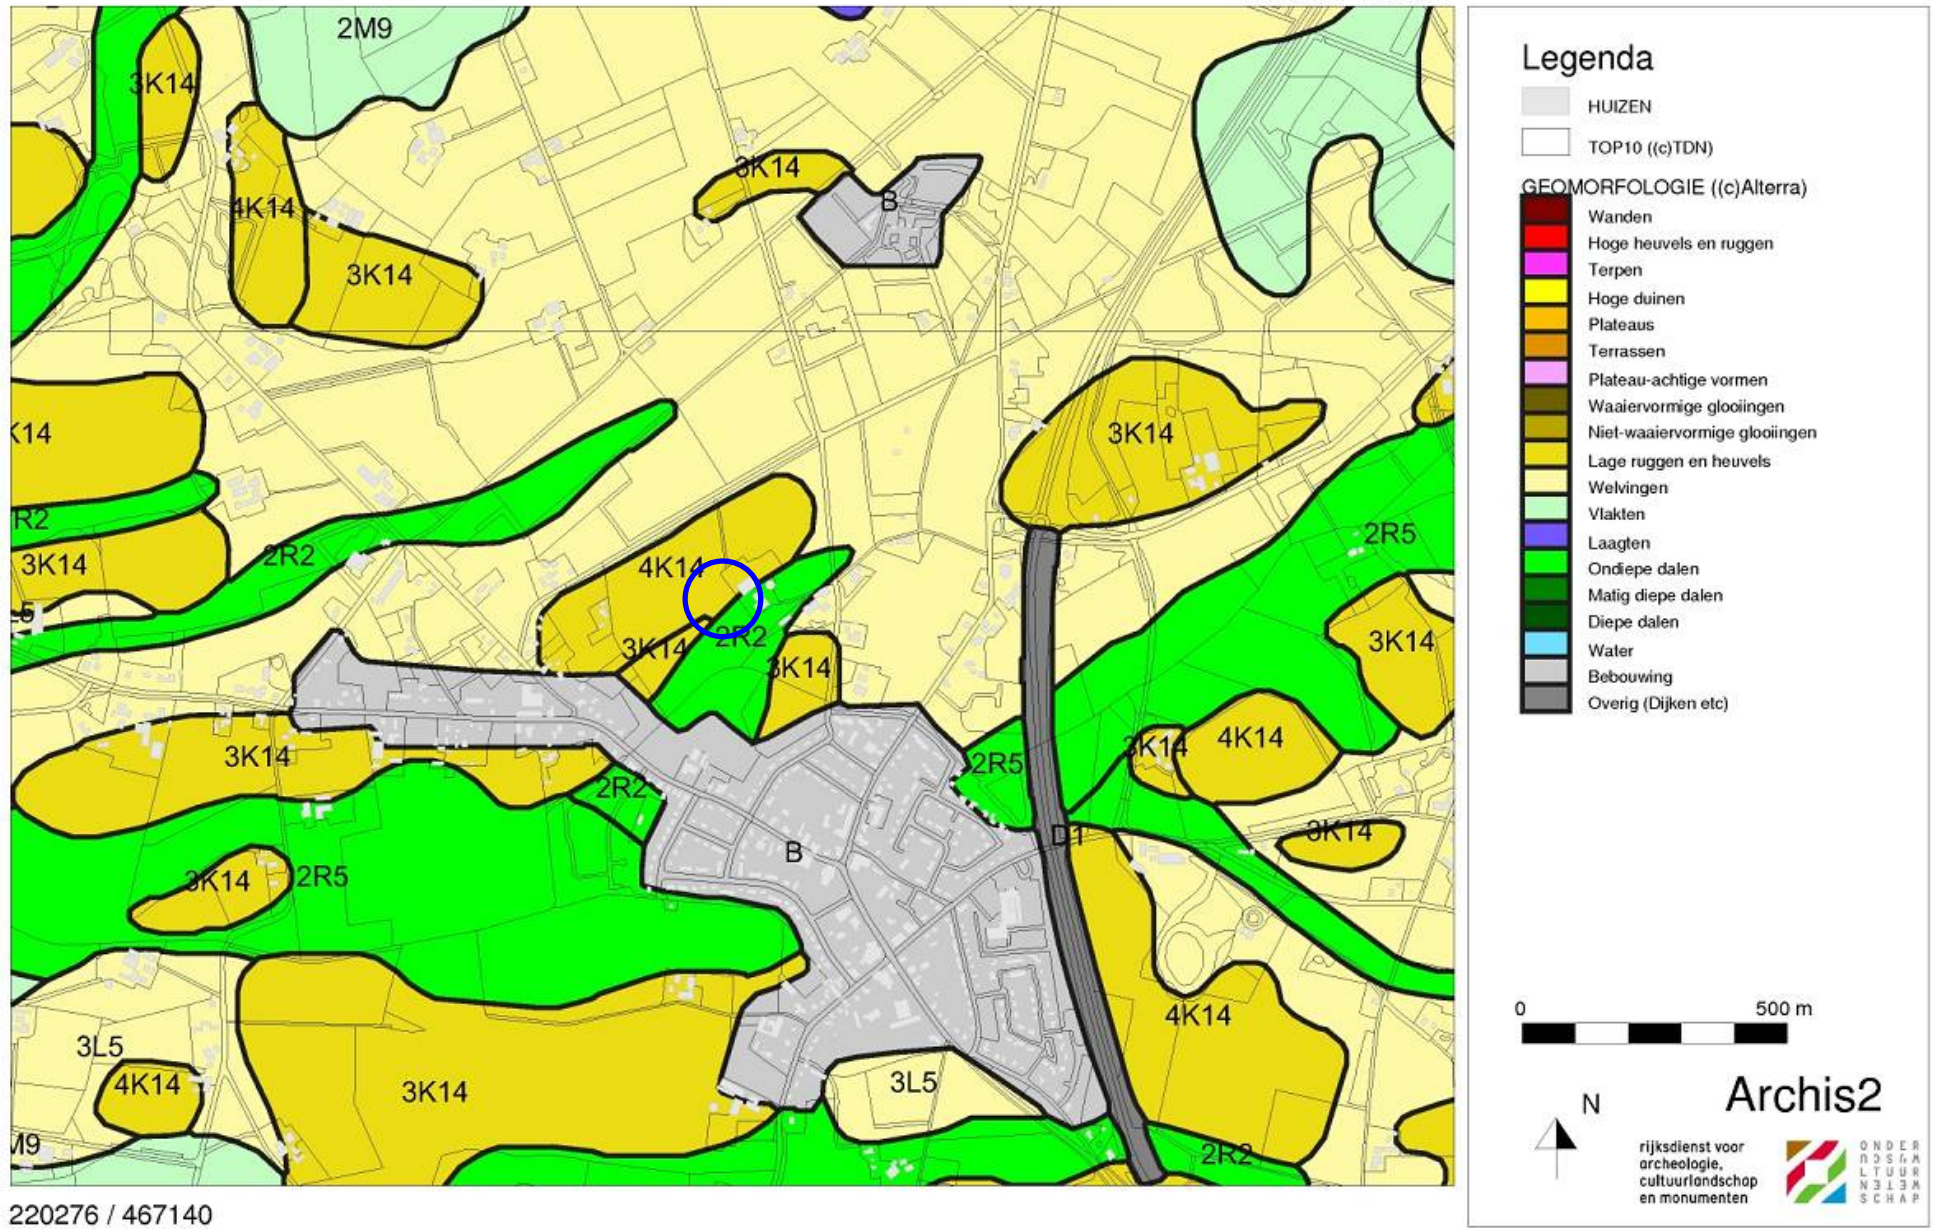 2M9
3K14
3K14
B
4K14
3K14
K14
3K14
R2
2R2
2R5
3K14
4K14
L5
3K14
2R2
3K14
3K14
3K14
2R5
3K14
4K14
2R2
D1
3K14
B
3K14
2R5
4K14
3L5
4K14
3K14
3L5
M9
2R2
220276 / 467140
Legenda
HUIZEN
TOP10 ((c)TDN)
GEOMORFOLOGIE ((c)Alterra)
Wanden
Hoge heuvels en ruggen
Terpen
Hoge duinen
Plateaus
Terrassen
Plateau-achtige vormen
Waaiervormige glooiingen
Niet-waaiervormige glooiingen
Lage ruggen en heuvels
Welvingen
Vlakten
Laagten
Ondiepe dalen
Matig diepe dalen
Diepe dalen
Water
Bebouwing
Overig (Dijken etc)
0 500 m
Archis2
N
rijksdienst voor
archeologie,
cultuurlandschap
en monumenten